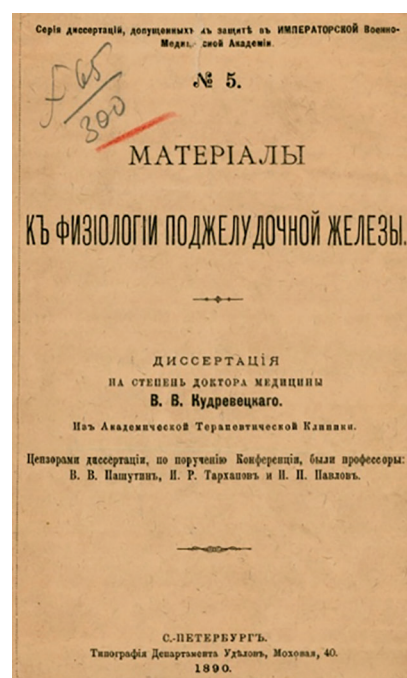 Серія диссертацій, допущенныхъ къ защитѣ въ ИМПЕРАТОРСКОЙ Военно-
Медицинской Академіи.
№ 5.
МАТЕРІАЛЫ
КЪ ФИЗІОЛОГІИ ПОДЖЕЛУДОЧНОЙ ЖЕЛЕЗЫ.
ДИССЕРТАЦІЯ
НА СТЕПЕНЬ ДОКТОРА МЕДИЦИНЫ
В. В. Кудревецкаго.
Изъ Академической Терапевтической Клиники.
Цензорами диссертаціи, по порученію Конференціи, были профессоры:
В. В. Пашутинъ, И. Р. Тархановъ и И. П. Павловъ.
С.-ПЕТЕРБУРГЪ.
Типографія Департамента Удѣловъ, Моховая, 40.
1890.